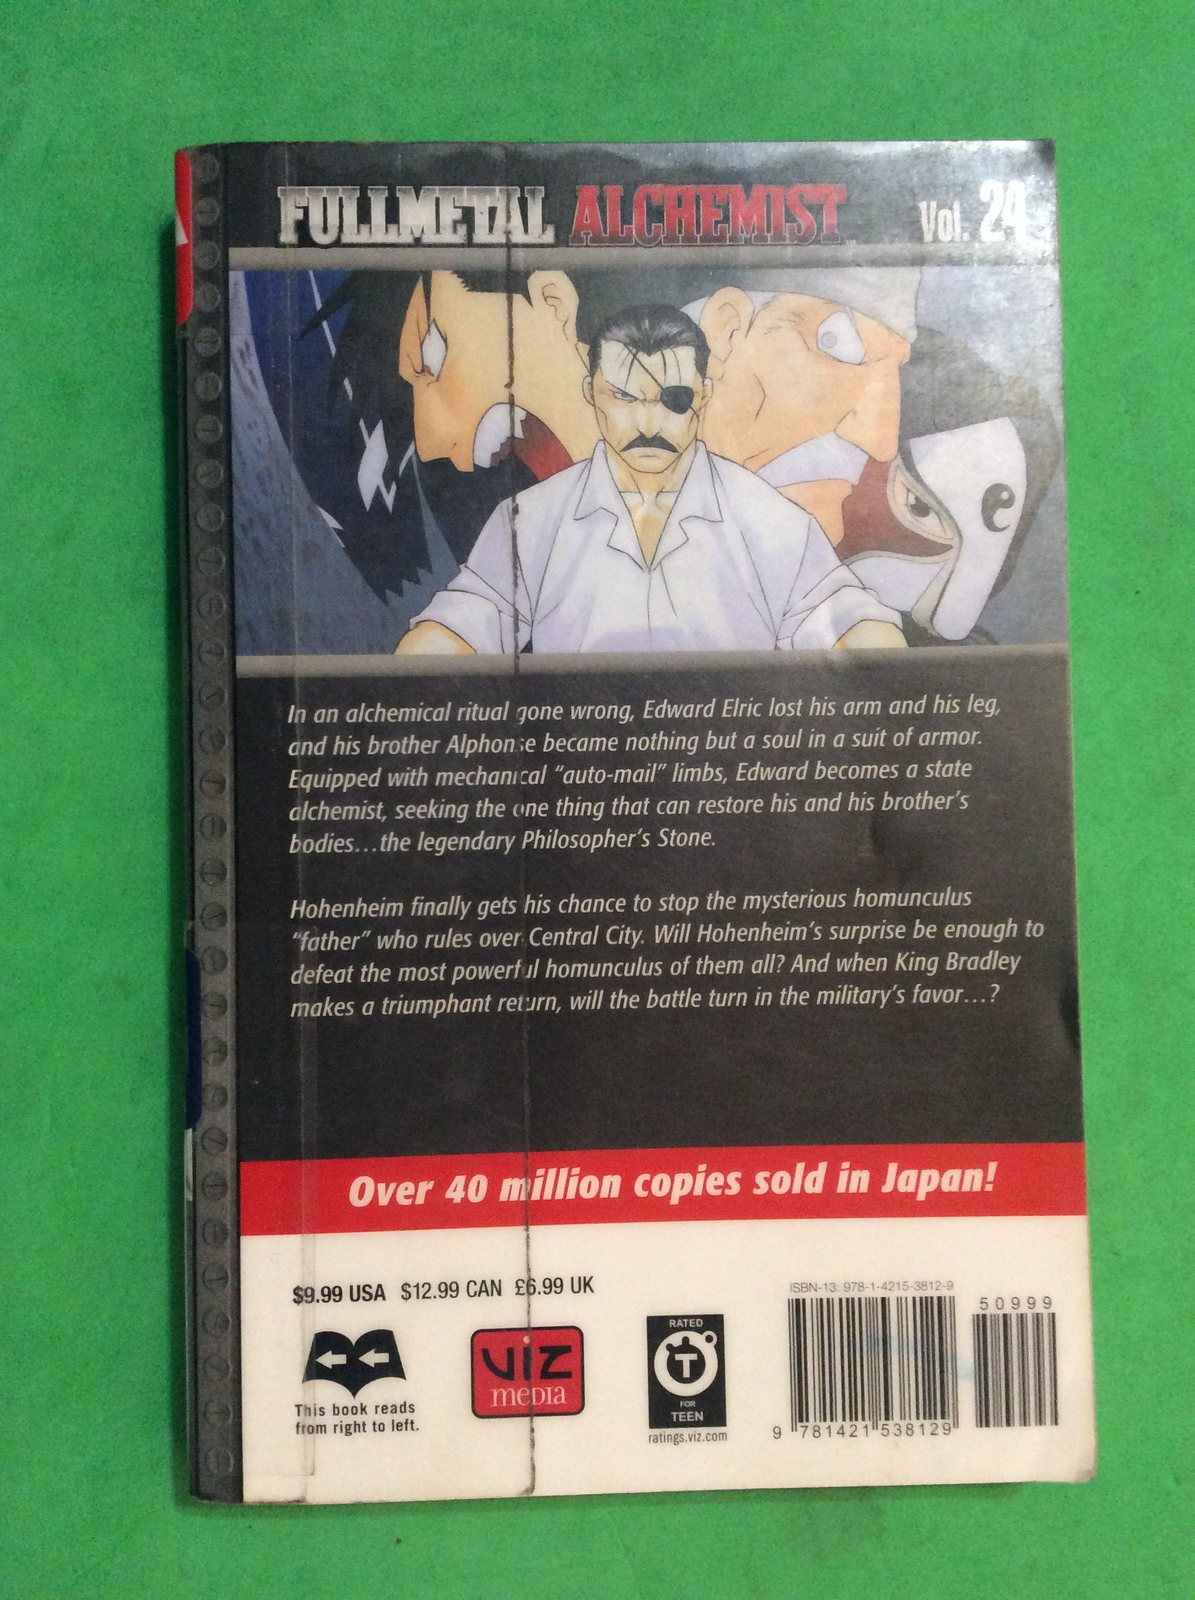 FULLMETAL ALCHEMIST Vol. 24
In an alchemical ritual gone wrong, Edward Elric lost his arm and his leg,
and his brother Alphonse became nothing but a soul in a suit of armor.
Equipped with mechanical “auto-mail” limbs, Edward becomes a state
alchemist, seeking the one thing that can restore his and his brother’s
bodies...the legendary Philosopher’s Stone.
Hohenheim finally gets his chance to stop the mysterious homunculus
“father” who rules over Central City. Will Hohenheim’s surprise be enough to
defeat the most powerful homunculus of them all? And when King Bradley
makes a triumphant return, will the battle turn in the military’s favor...?
Over 40 million copies sold in Japan!
$9.99 USA $12.99 CAN £6.99 UK
This book reads
from right to left.
VIZ
media
RATED
T
FOR
TEEN
ratings.viz.com
ISBN-13: 978-1-4215-3812-9
50999
9 781421 538129